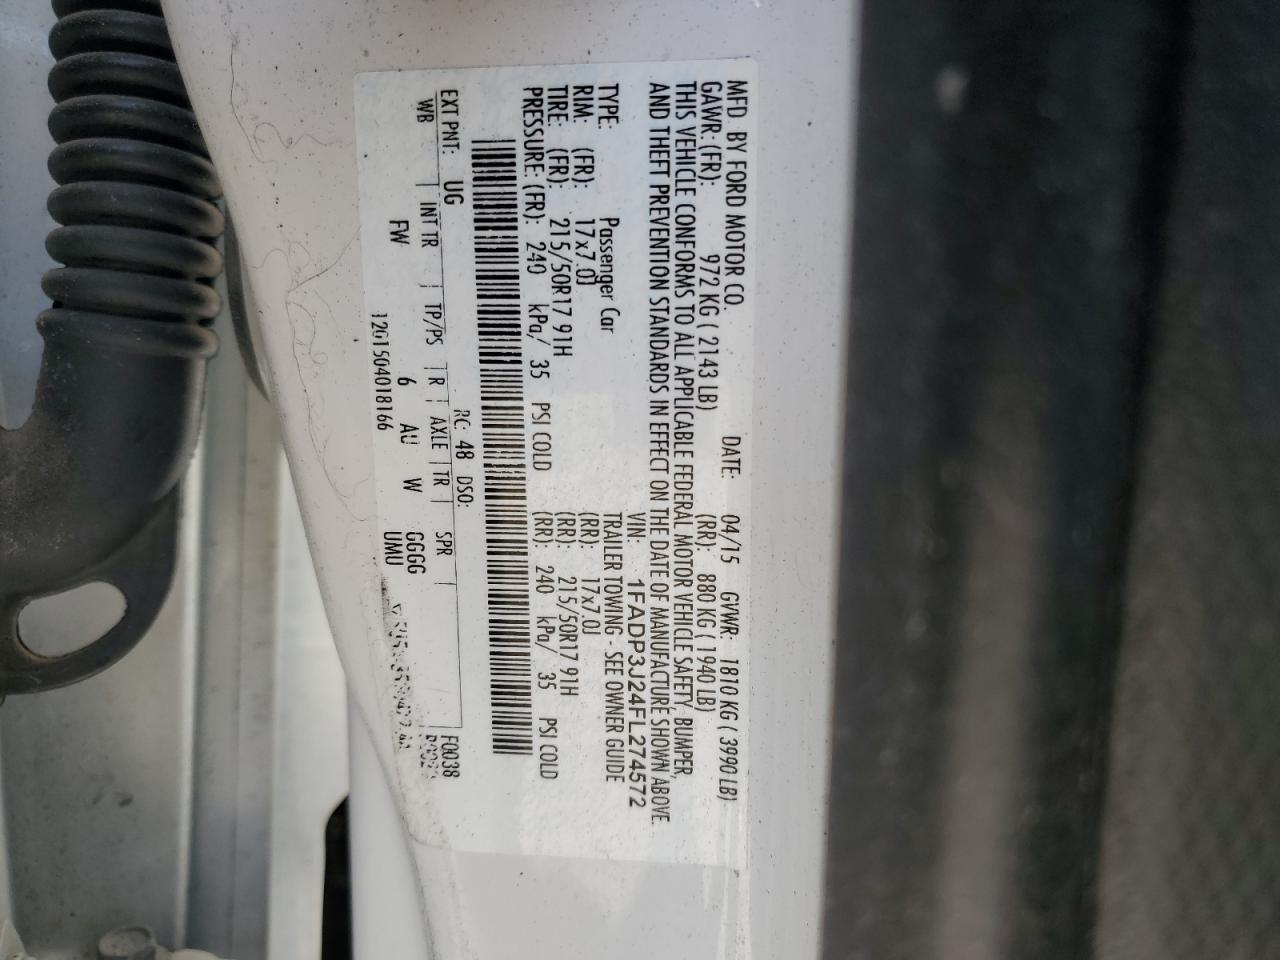 MFD BY FORD MOTOR CO. DATE: 04/15 GVWR: 1810 KG ( 3990 LB)
GAWR: (FR): 972 KG ( 2143 LB) (RR): 880 KG ( 1940 LB)
THIS VEHICLE CONFORMS TO ALL APPLICABLE FEDERAL MOTOR VEHICLE SAFETY, BUMPER,
AND THEFT PREVENTION STANDARDS IN EFFECT ON THE DATE OF MANUFACTURE SHOWN ABOVE.
VIN: 1FADP3J24FL274572
TYPE: Passenger Car TRAILER TOWING - SEE OWNER GUIDE
RIM: (FR): 17x7.0J (RR): 17x7.0J
TIRE: (FR): 215/50R17 91H (RR): 215/50R17 91H
PRESSURE: (FR): 240 kPa/ 35 PSI COLD (RR): 240 kPa/ 35 PSI COLD
EXT PNT: UG RC: 48 DSO: F0038
WB INT TR TP/PS R AXLE TR SPR
FW 6 AU W GGGG
UMU
1201504018166